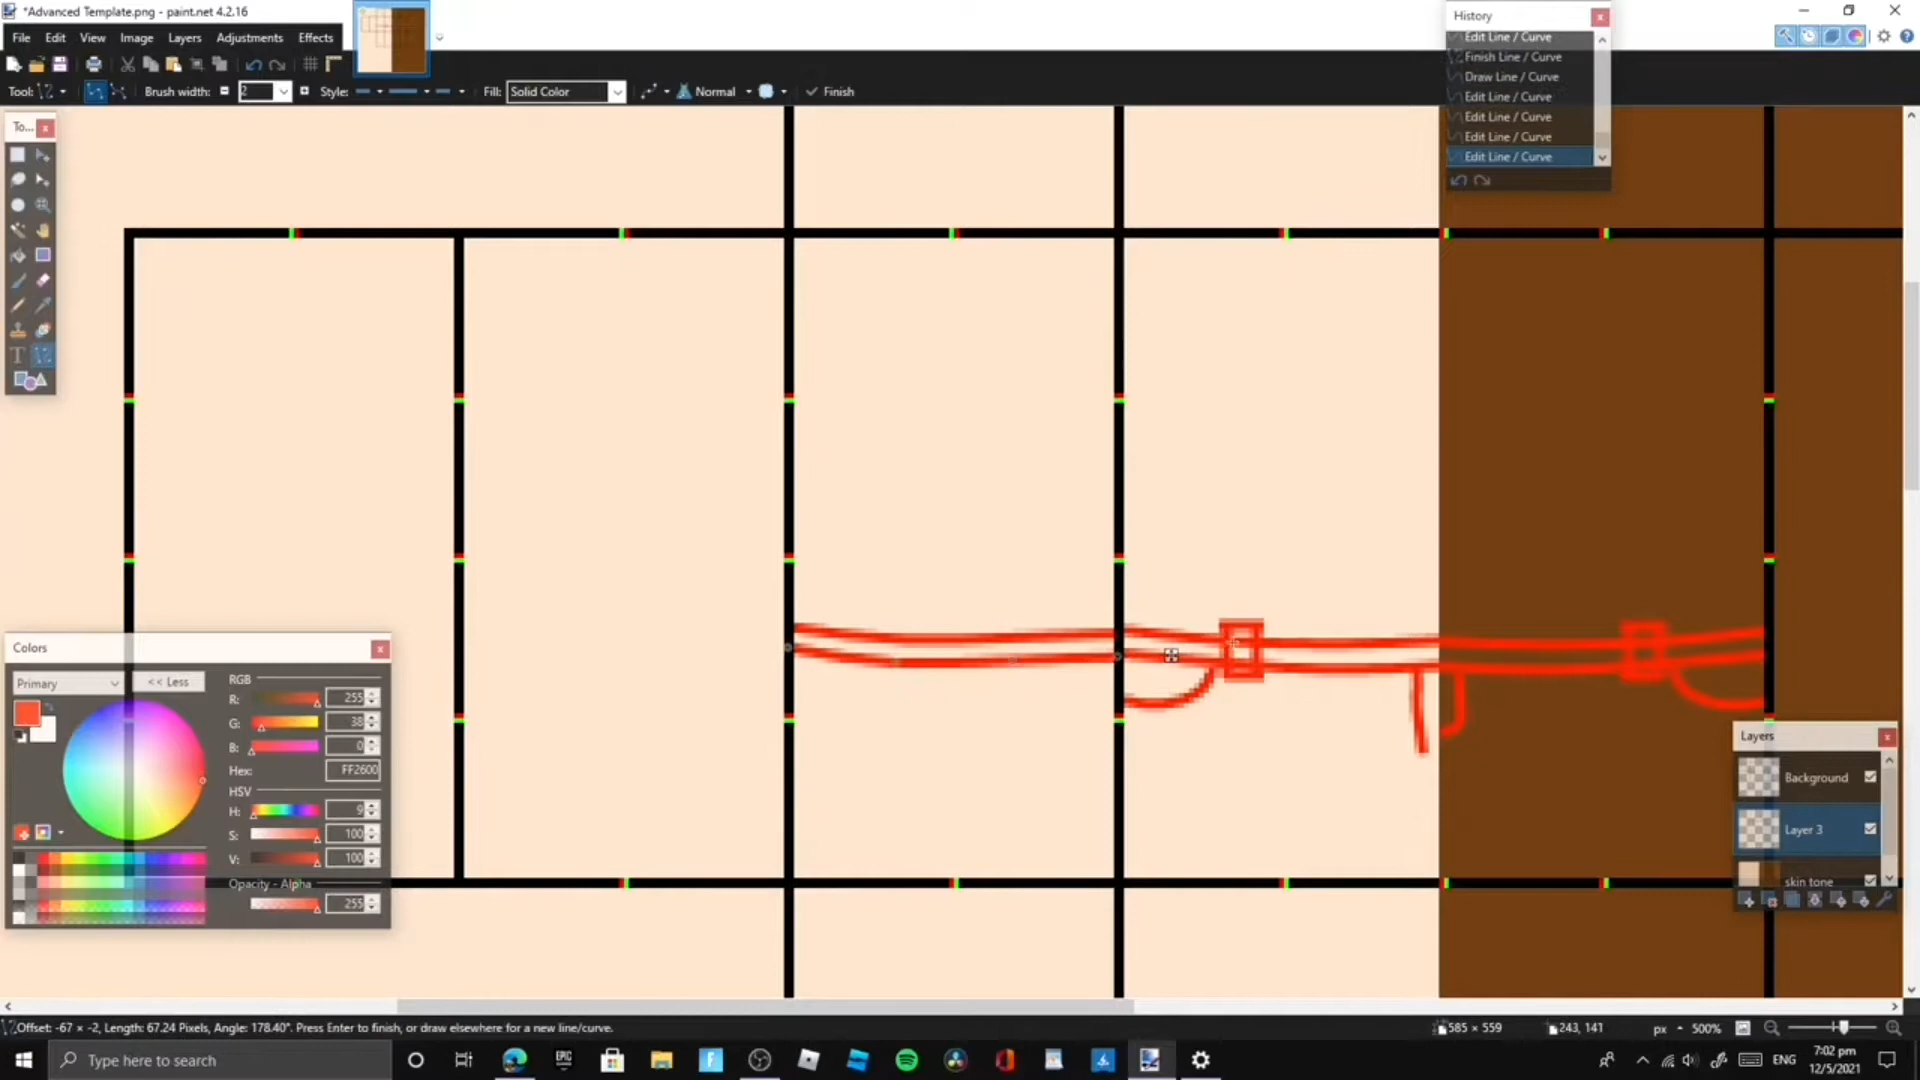 *Advanced Template.png - paint.net 4.2.16
File Edit View Image Layers Adjustments Effects
Tool: Brush width: 2 Style: Fill: Solid Color Normal Finish
To...
History
Edit Line / Curve
Finish Line / Curve
Draw Line / Curve
Edit Line / Curve
Edit Line / Curve
Edit Line / Curve
Edit Line / Curve
Colors
Primary << Less
RGB
R: 255
G: 38
B: 0
Hex: FF2600
HSV
H: 9
S: 100
V: 100
Opacity - Alpha
255
Layers
Background
Layer 3
skin tone
Offset: -67 × -2, Length: 67.24 Pixels, Angle: 178.40°. Press Enter to finish, or draw elsewhere for a new line/curve.
585 × 559 243, 141 px 500%
Type here to search
EPIC
ENG
7:02 pm
12/5/2021